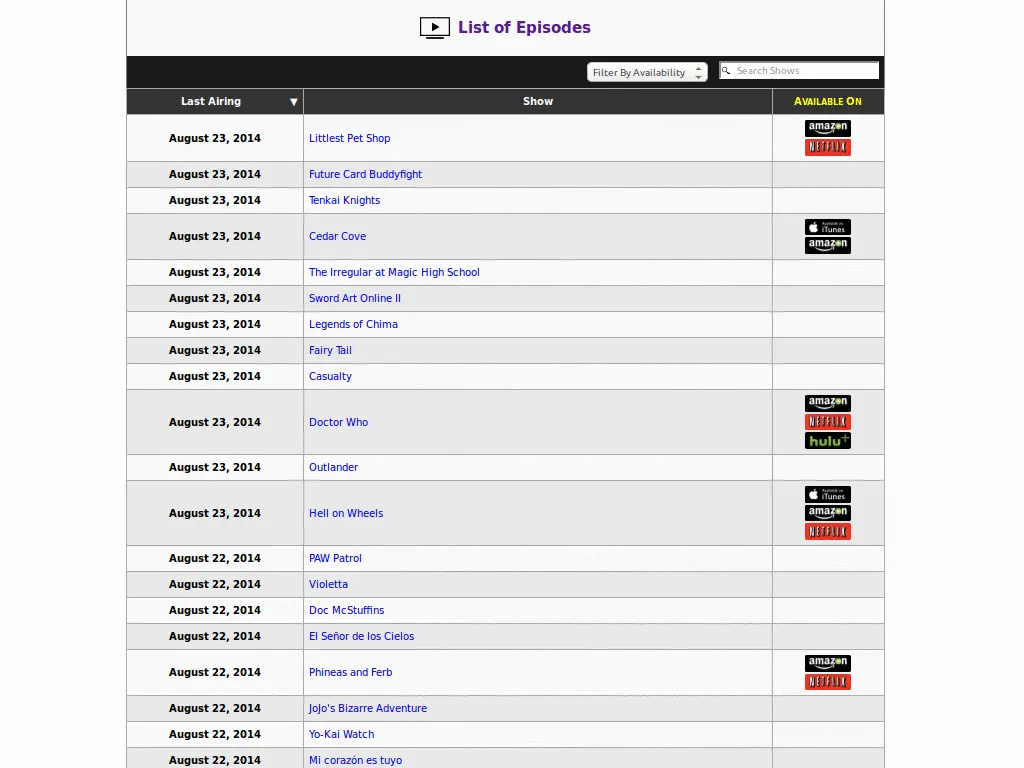 List of Episodes
Filter By Availability
Search Shows
Last Airing ▼ Show Available On
August 23, 2014 Littlest Pet Shop amazon
NETFLIX
August 23, 2014 Future Card Buddyfight
August 23, 2014 Tenkai Knights
August 23, 2014 Cedar Cove Available on iTunes
amazon
August 23, 2014 The Irregular at Magic High School
August 23, 2014 Sword Art Online II
August 23, 2014 Legends of Chima
August 23, 2014 Fairy Tail
August 23, 2014 Casualty
August 23, 2014 Doctor Who amazon
NETFLIX
hulu+
August 23, 2014 Outlander
August 23, 2014 Hell on Wheels Available on iTunes
amazon
NETFLIX
August 22, 2014 PAW Patrol
August 22, 2014 Violetta
August 22, 2014 Doc McStuffins
August 22, 2014 El Señor de los Cielos
August 22, 2014 Phineas and Ferb amazon
NETFLIX
August 22, 2014 JoJo's Bizarre Adventure
August 22, 2014 Yo-Kai Watch
August 22, 2014 Mi corazón es tuyo